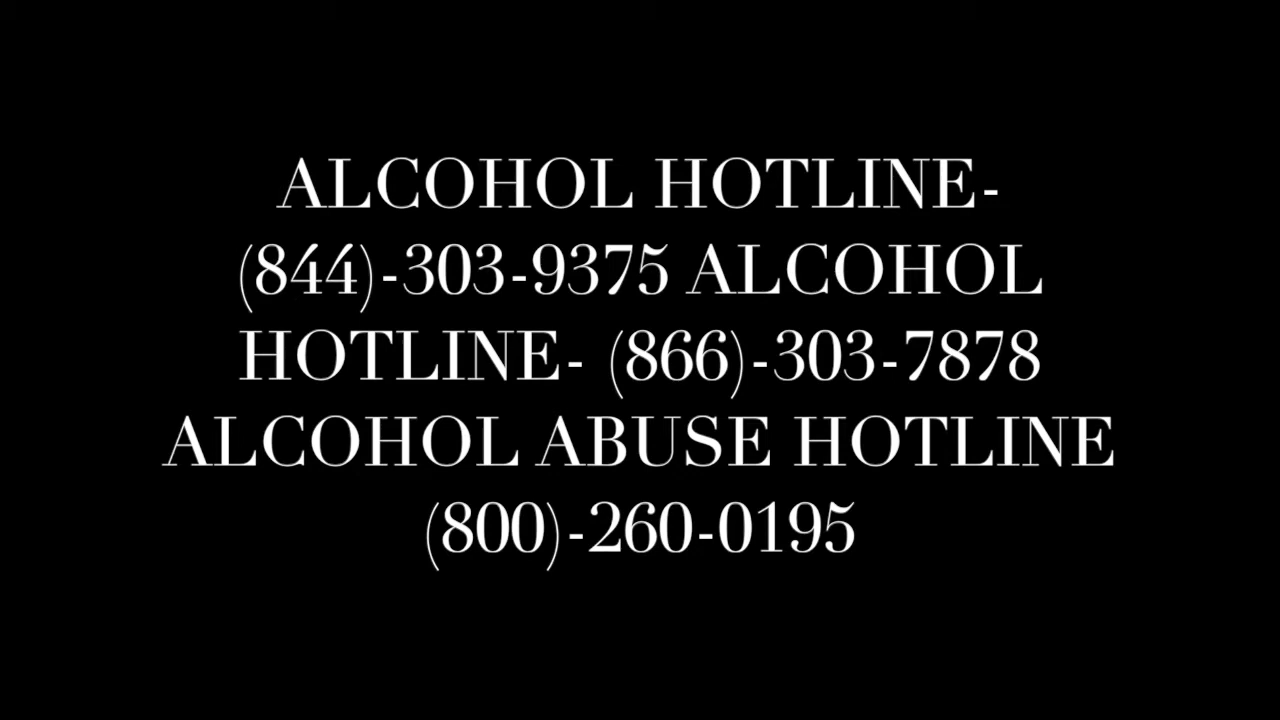 ALCOHOL HOTLINE-
(844)-303-9375 ALCOHOL
HOTLINE- (866)-303-7878
ALCOHOL ABUSE HOTLINE
(800)-260-0195